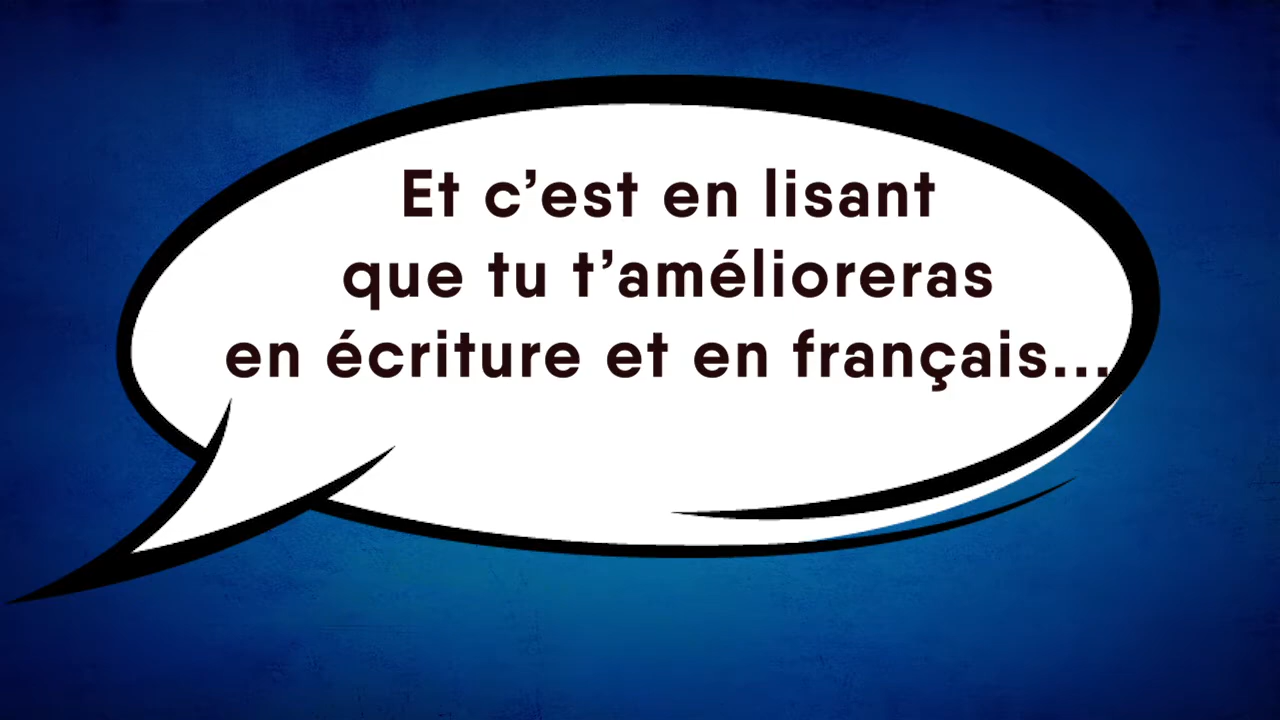 Et c’est en lisant
que tu t’amélioreras
en écriture et en français...